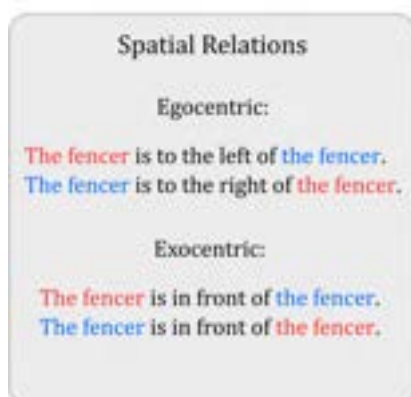 Spatial Relations
Egocentric:
The fencer is to the left of the fencer.
The fencer is to the right of the fencer.
Exocentric:
The fencer is in front of the fencer.
The fencer is in front of the fencer.